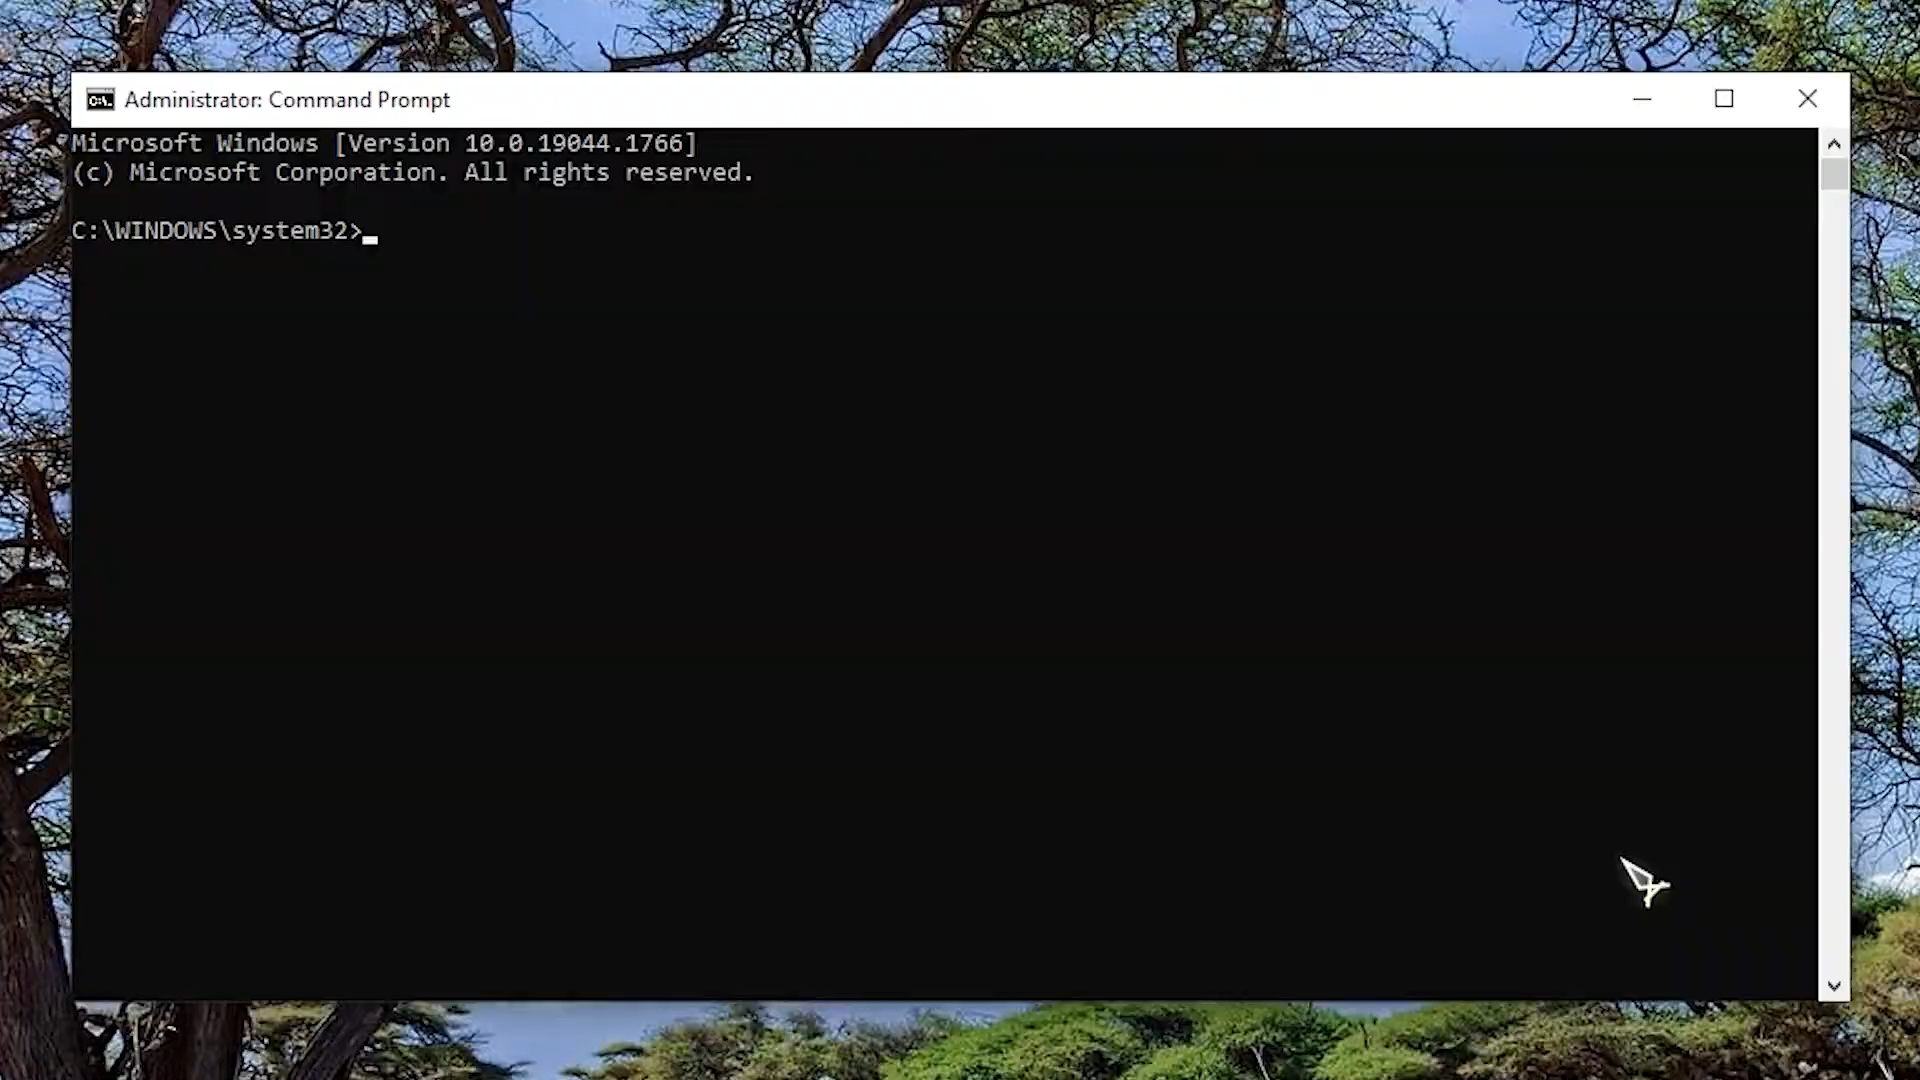 Administrator: Command Prompt
Microsoft Windows [Version 10.0.19044.1766]
(c) Microsoft Corporation. All rights reserved.
C:\WINDOWS\system32>